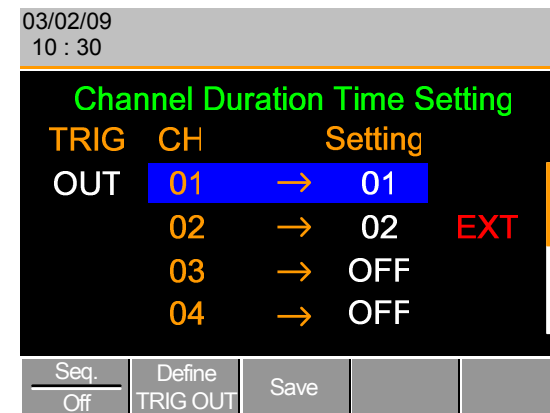 03/02/09
10 : 30
Channel Duration Time Setting
TRIG CH Setting
OUT 01 → 01
02 → 02 EXT
03 → OFF
04 → OFF
Seq. Define Save
Off TRIG OUT